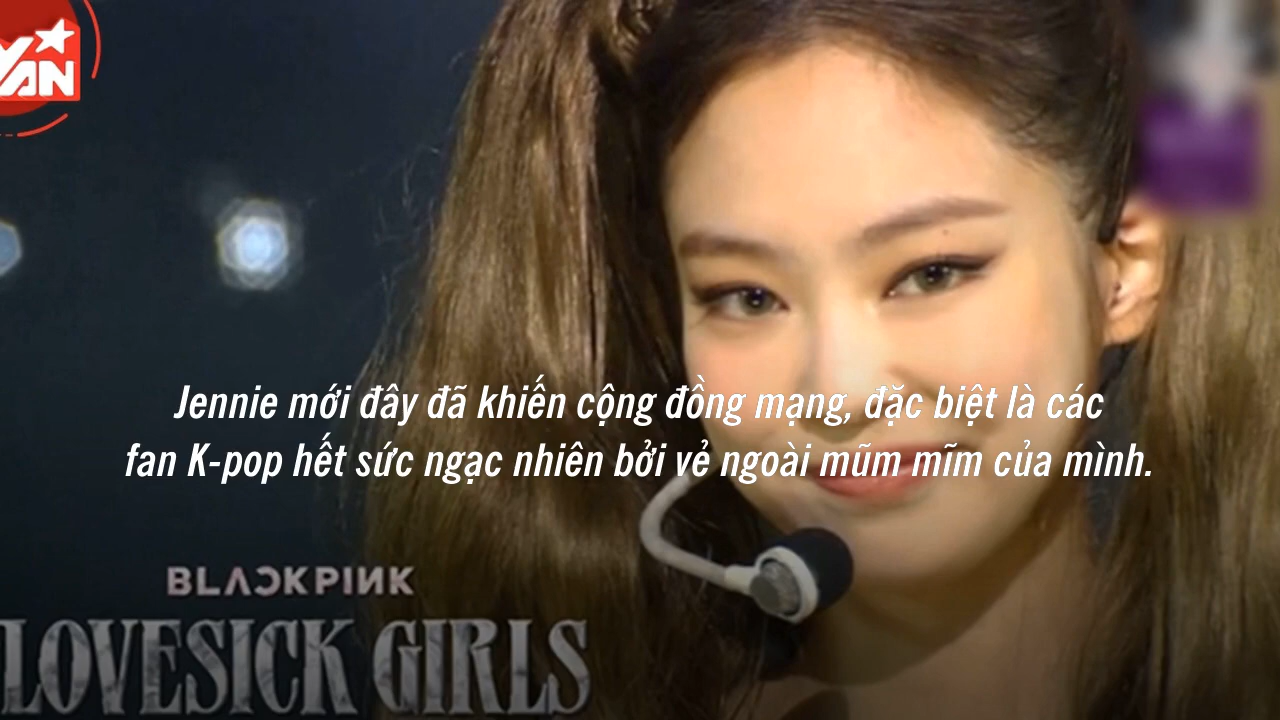 YAN
Jennie mới đây đã khiến cộng đồng mạng, đặc biệt là các
fan K-pop hết sức ngạc nhiên bởi vẻ ngoài mũm mĩm của mình.
BLACKPINK
LOVESICK GIRLS